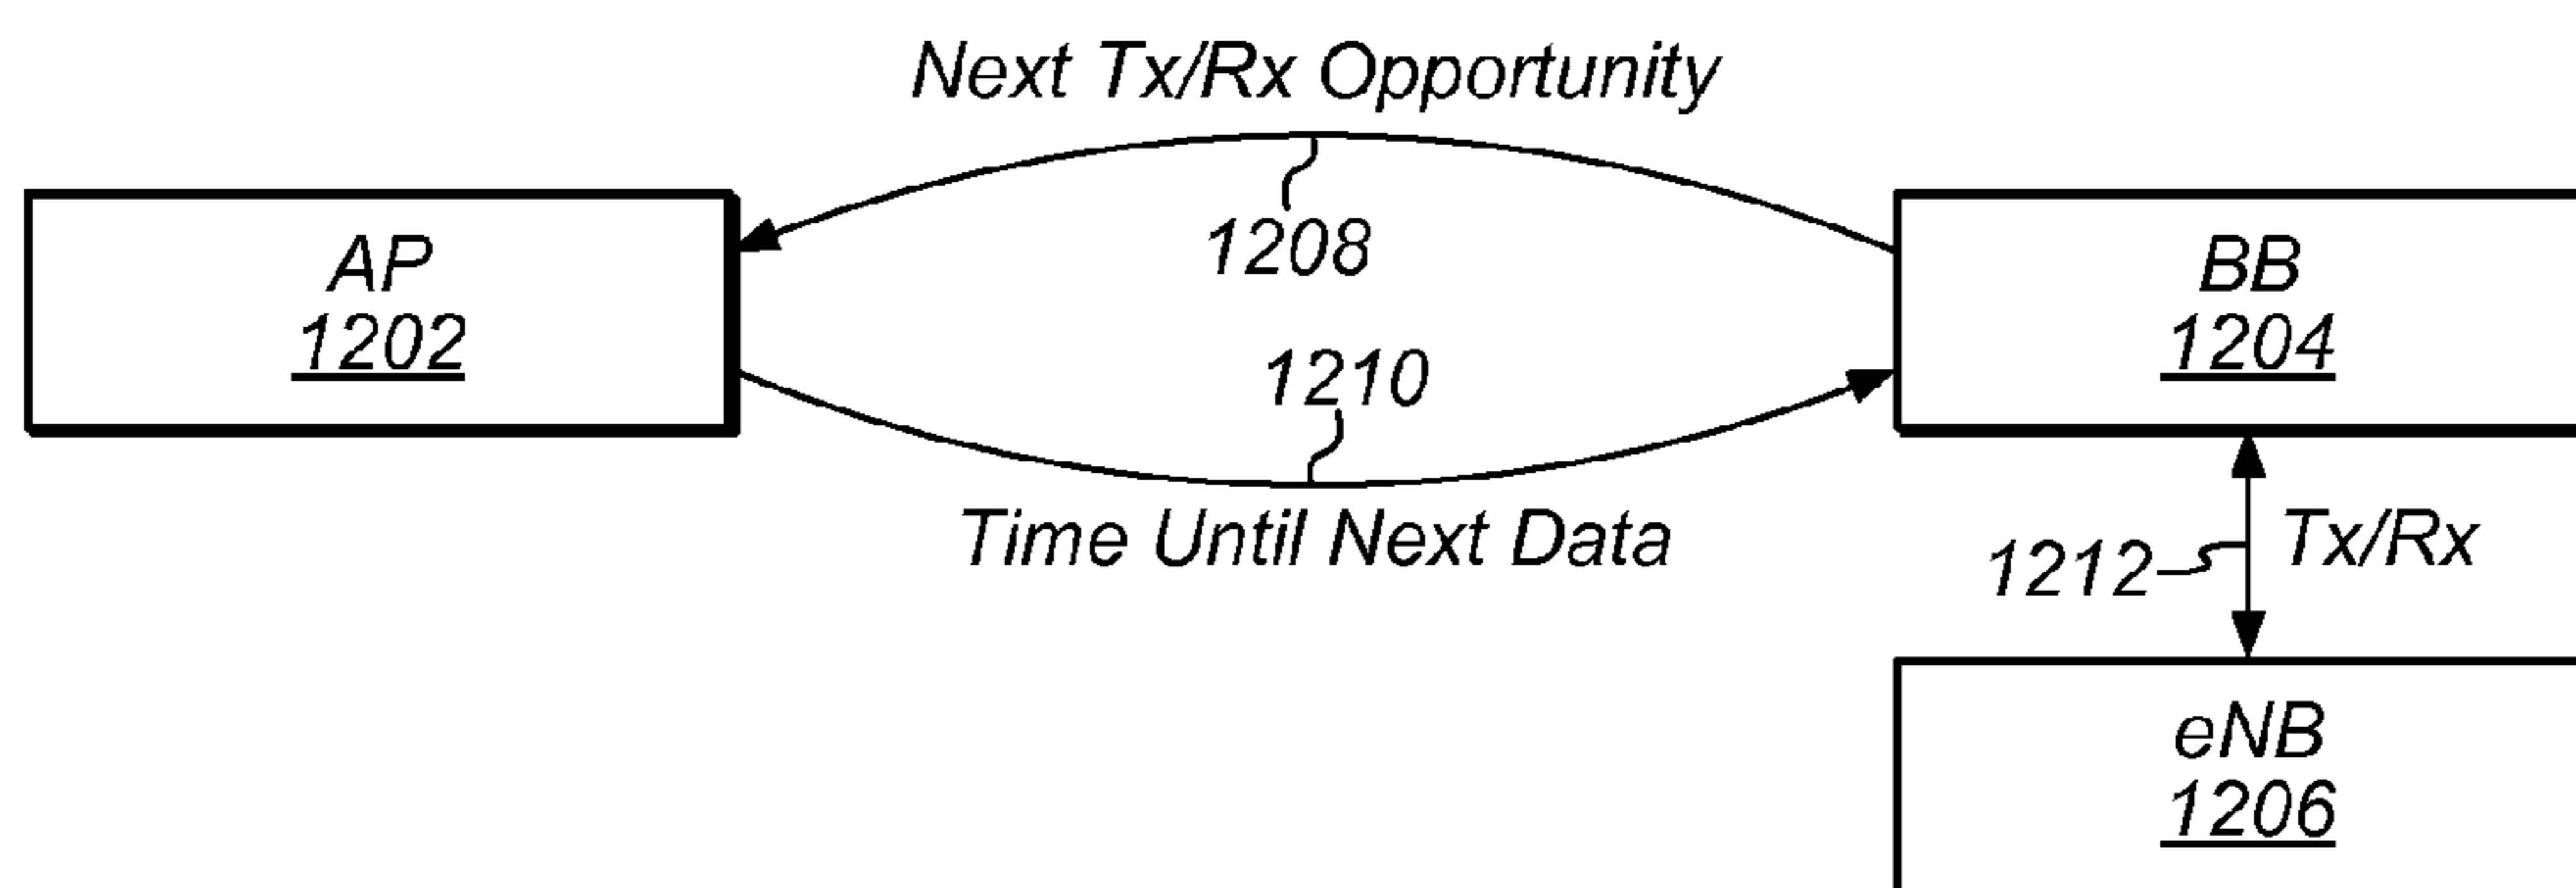 Next Tx/Rx Opportunity
1208
AP
1202
BB
1204
1210
Time Until Next Data
1212
Tx/Rx
eNB
1206